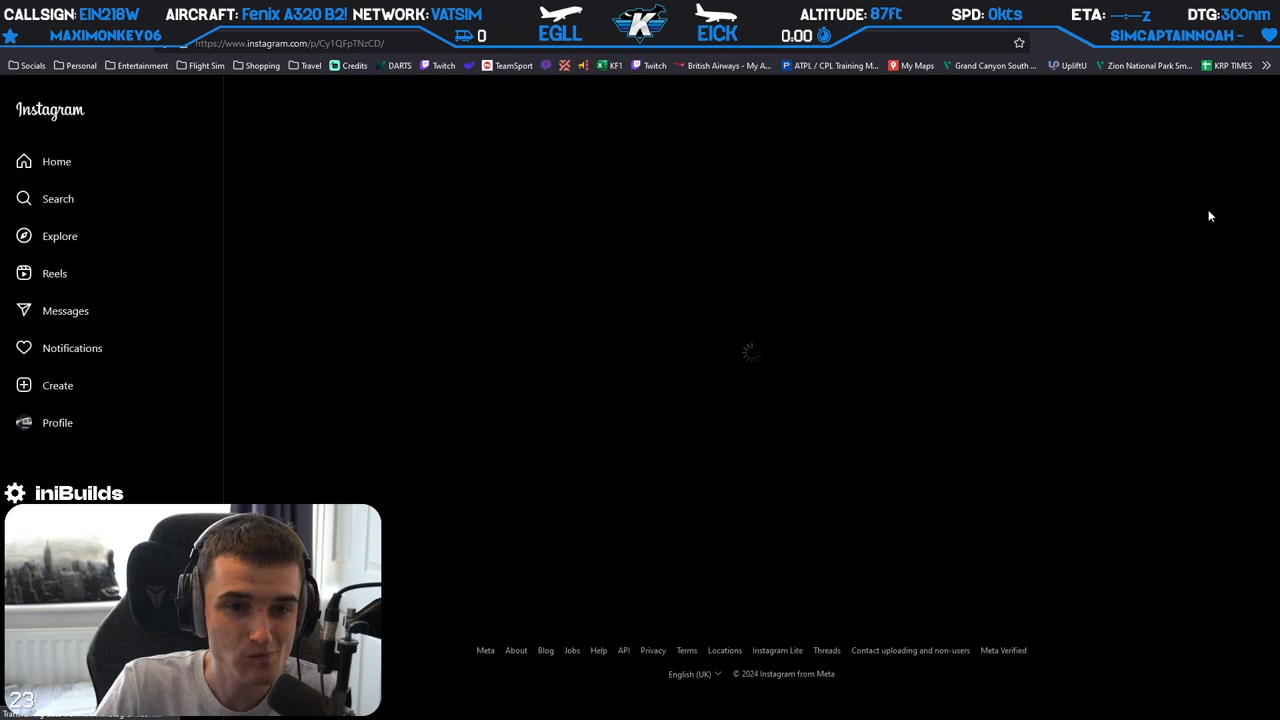 CALLSIGN: EIN218W AIRCRAFT: Fenix A320 B2! NETWORK: VATSIM
ALTITUDE: 87ft SPD: 0kts ETA: --:--z DTG: 300nm
MAXIMONKEY06 0 EGLL K EICK 0.00 SIMCAPTAINNOAH -
https://www.instagram.com/p/Cy1QFpTNzCD/
Socials Personal Entertainment Flight Sim Shopping Travel Credits DARTS Twitch TeamSport KF1 Twitch British Airways - My A... ATPL / CPL Training M... My Maps Grand Canyon South ... UpliftU Zion National Park Sm... KRP TIMES
Instagram
Home
Search
Explore
Reels
Messages
Notifications
Create
Profile
iniBuilds
Meta About Blog Jobs Help API Privacy Terms Locations Instagram Lite Threads Contact uploading and non-users Meta Verified
English (UK) © 2024 Instagram from Meta
23